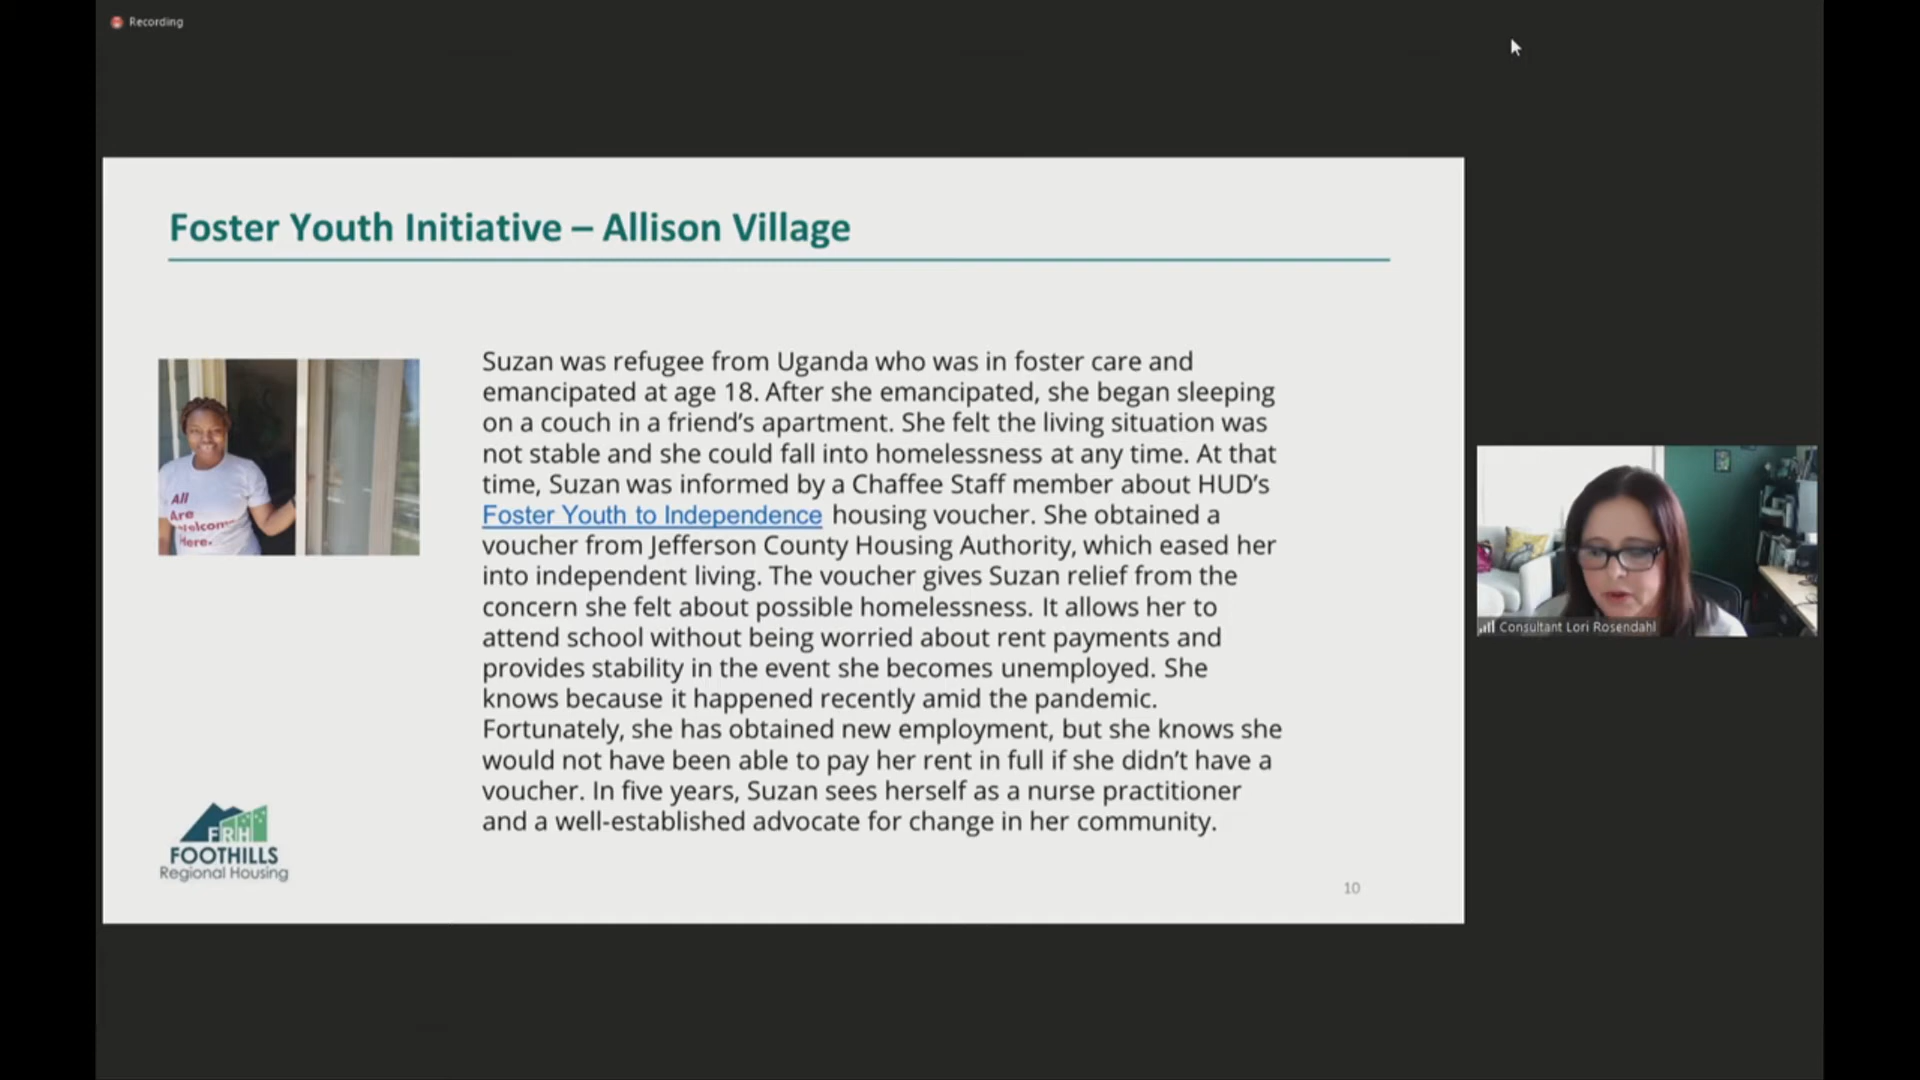 Recording
Foster Youth Initiative – Allison Village
Suzan was refugee from Uganda who was in foster care and
emancipated at age 18. After she emancipated, she began sleeping
on a couch in a friend’s apartment. She felt the living situation was
not stable and she could fall into homelessness at any time. At that
time, Suzan was informed by a Chaffee Staff member about HUD’s
Foster Youth to Independence housing voucher. She obtained a
voucher from Jefferson County Housing Authority, which eased her
into independent living. The voucher gives Suzan relief from the
concern she felt about possible homelessness. It allows her to
attend school without being worried about rent payments and
provides stability in the event she becomes unemployed. She
knows because it happened recently amid the pandemic.
Fortunately, she has obtained new employment, but she knows she
would not have been able to pay her rent in full if she didn’t have a
voucher. In five years, Suzan sees herself as a nurse practitioner
and a well-established advocate for change in her community.
All
Are
Welcome
Here.
FRH
FOOTHILLS
Regional Housing
10
Consultant Lori Rosendahl